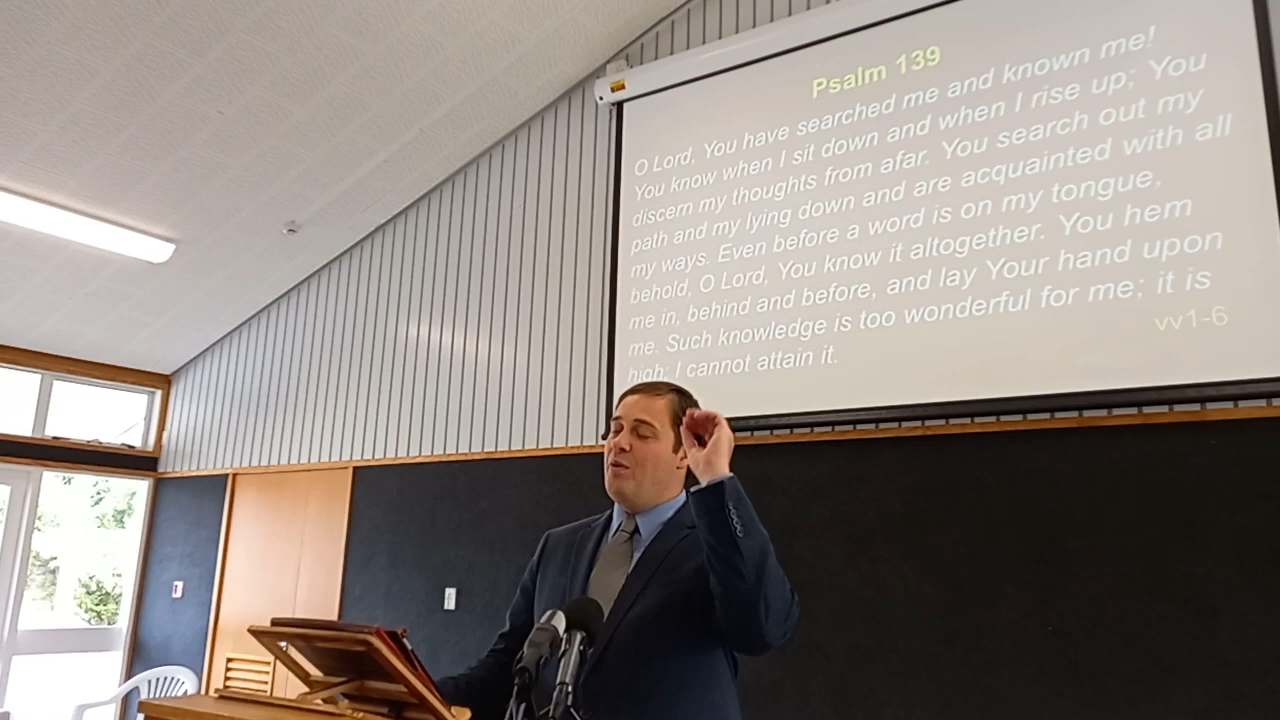 Psalm 139
O Lord, You have searched me and known me!
You know when I sit down and when I rise up; You
discern my thoughts from afar. You search out my
path and my lying down and are acquainted with all
my ways. Even before a word is on my tongue,
behold, O Lord, You know it altogether. You hem
me in, behind and before, and lay Your hand upon
me. Such knowledge is too wonderful for me; it is
high; I cannot attain it.
vv1-6